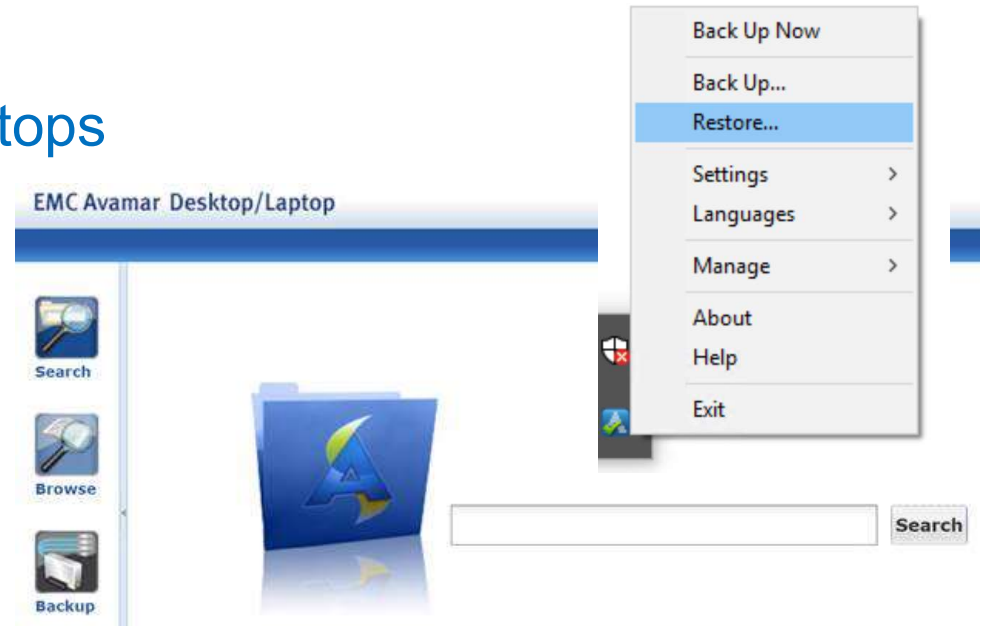 tops
EMC Avamar Desktop/Laptop
Search
Browse
Backup
Search
Back Up Now
Back Up...
Restore...
Settings
Languages
Manage
About
Help
Exit